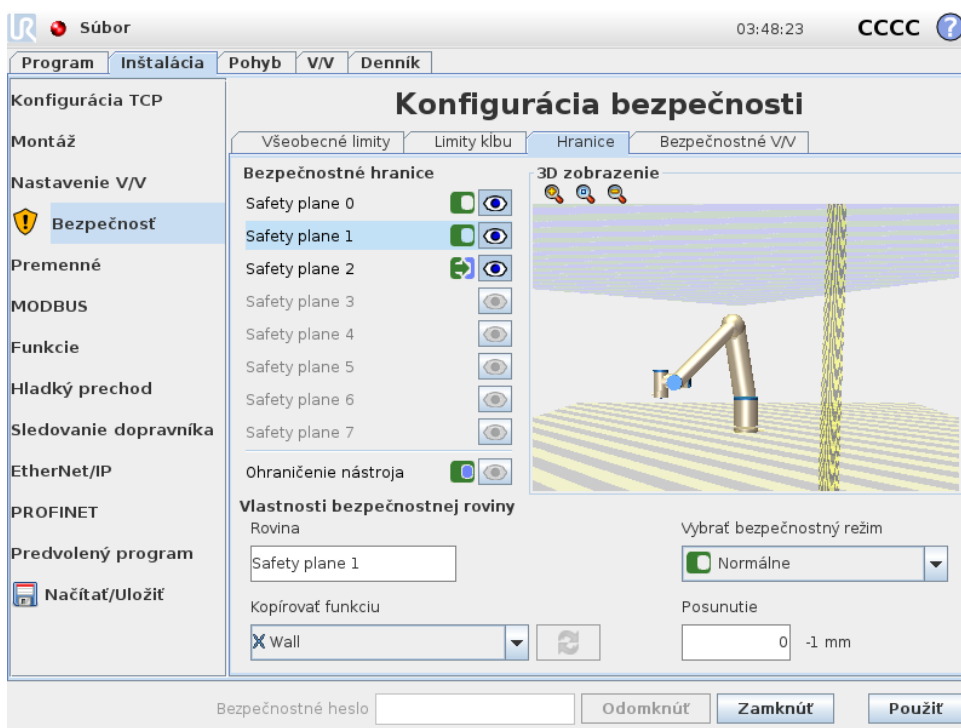 UR Súbor 03:48:23 CCCC ?
Program Inštalácia Pohyb V/V Denník
Konfigurácia TCP
Montáž
Nastavenie V/V
Bezpečnosť
Premenné
MODBUS
Funkcie
Hladký prechod
Sledovanie dopravníka
EtherNet/IP
PROFINET
Predvolený program
Načítať/Uložiť
Konfigurácia bezpečnosti
Všeobecné limity Limity kĺbu Hranice Bezpečnostné V/V
Bezpečnostné hranice
Safety plane 0
Safety plane 1
Safety plane 2
Safety plane 3
Safety plane 4
Safety plane 5
Safety plane 6
Safety plane 7
Ohraničenie nástroja
3D zobrazenie
Vlastnosti bezpečnostnej roviny
Rovina
Safety plane 1
Vybrať bezpečnostný režim
Normálne
Kopírovať funkciu
Wall
Posunutie
0 -1 mm
Bezpečnostné heslo Odomknúť Zamknúť Použiť